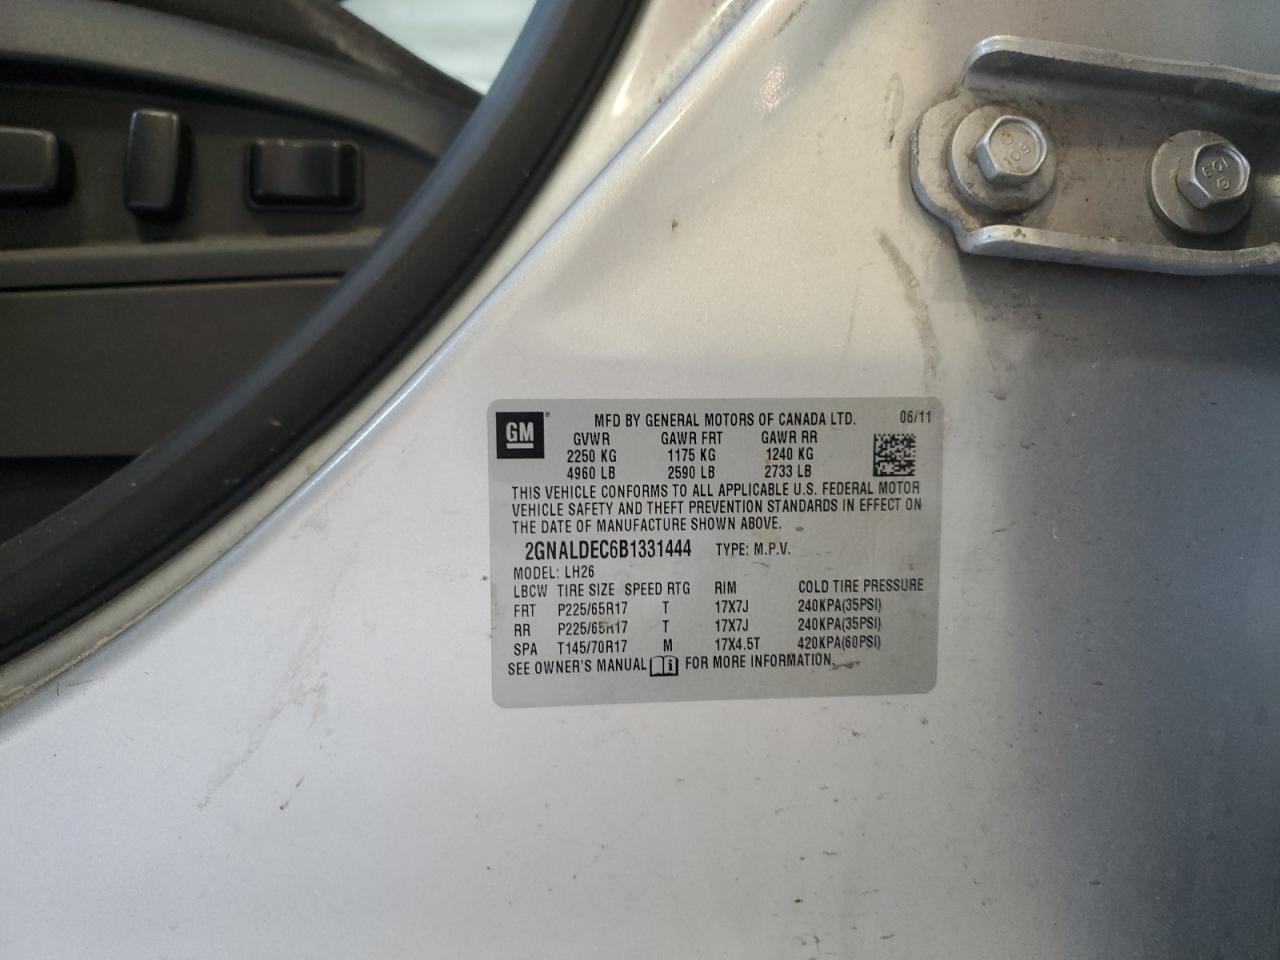 GM
MFD BY GENERAL MOTORS OF CANADA LTD. 06/11
GVWR GAWR FRT GAWR RR
2250 KG 1175 KG 1240 KG
4960 LB 2590 LB 2733 LB
THIS VEHICLE CONFORMS TO ALL APPLICABLE U.S. FEDERAL MOTOR
VEHICLE SAFETY AND THEFT PREVENTION STANDARDS IN EFFECT ON
THE DATE OF MANUFACTURE SHOWN ABOVE.
2GNALDEC6B1331444 TYPE: M.P.V.
MODEL: LH26
LBCW TIRE SIZE SPEED RTG RIM COLD TIRE PRESSURE
FRT P225/65R17 T 17X7J 240KPA(35PSI)
RR P225/65R17 T 17X7J 240KPA(35PSI)
SPA T145/70R17 M 17X4.5T 420KPA(60PSI)
SEE OWNER'S MANUAL FOR MORE INFORMATION.
10.9